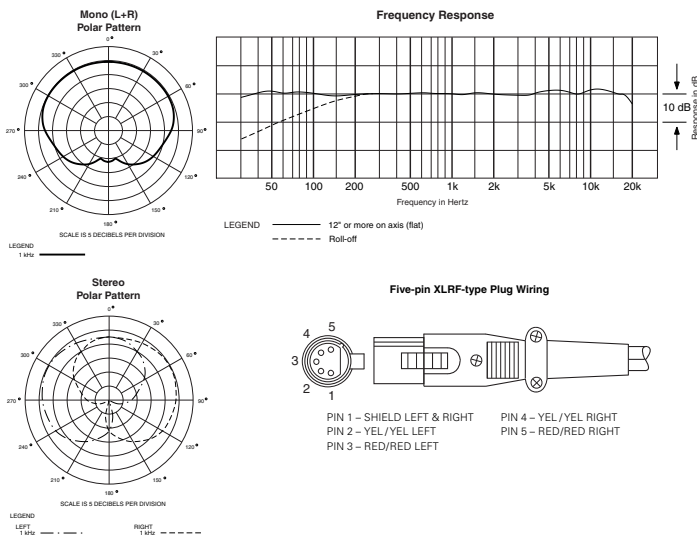 Mono (L+R)
Polar Pattern
0°
330°
30°
300°
60°
270°
90°
240°
120°
210°
150°
180°
SCALE IS 5 DECIBELS PER DIVISION
LEGEND
1 kHz
Frequency Response
Response in dB
10 dB
50 100 200 500 1k 2k 5k 10k 20k
Frequency in Hertz
LEGEND
12" or more on axis (flat)
Roll-off
Stereo
Polar Pattern
0°
330°
30°
300°
60°
270°
90°
240°
120°
210°
150°
180°
SCALE IS 5 DECIBELS PER DIVISION
LEGEND
LEFT
1 kHz
RIGHT
1 kHz
Five-pin XLRF-type Plug Wiring
4 5
3
2 1
PIN 1 – SHIELD LEFT & RIGHT
PIN 2 – YEL/YEL LEFT
PIN 3 – RED/RED LEFT
PIN 4 – YEL/YEL RIGHT
PIN 5 – RED/RED RIGHT